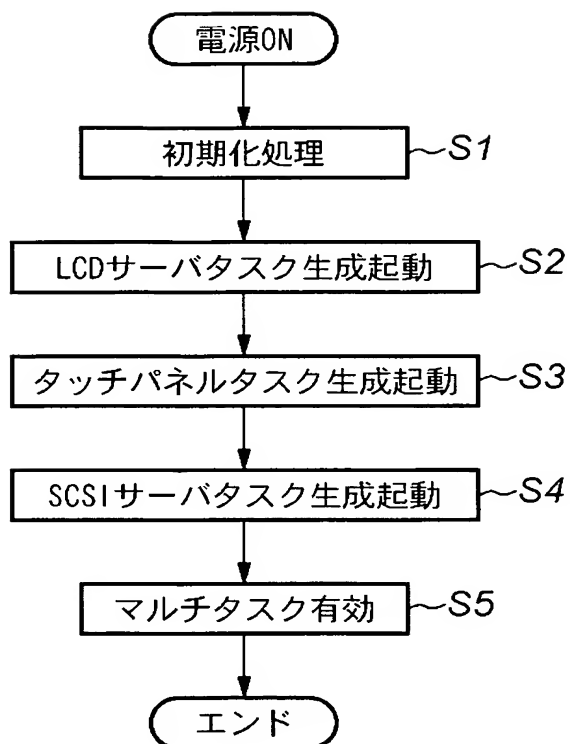 電源ON
初期化処理 S1
LCDサーバタスク生成起動 S2
タッチパネルタスク生成起動 S3
SCSIサーバタスク生成起動 S4
マルチタスク有効 S5
エンド